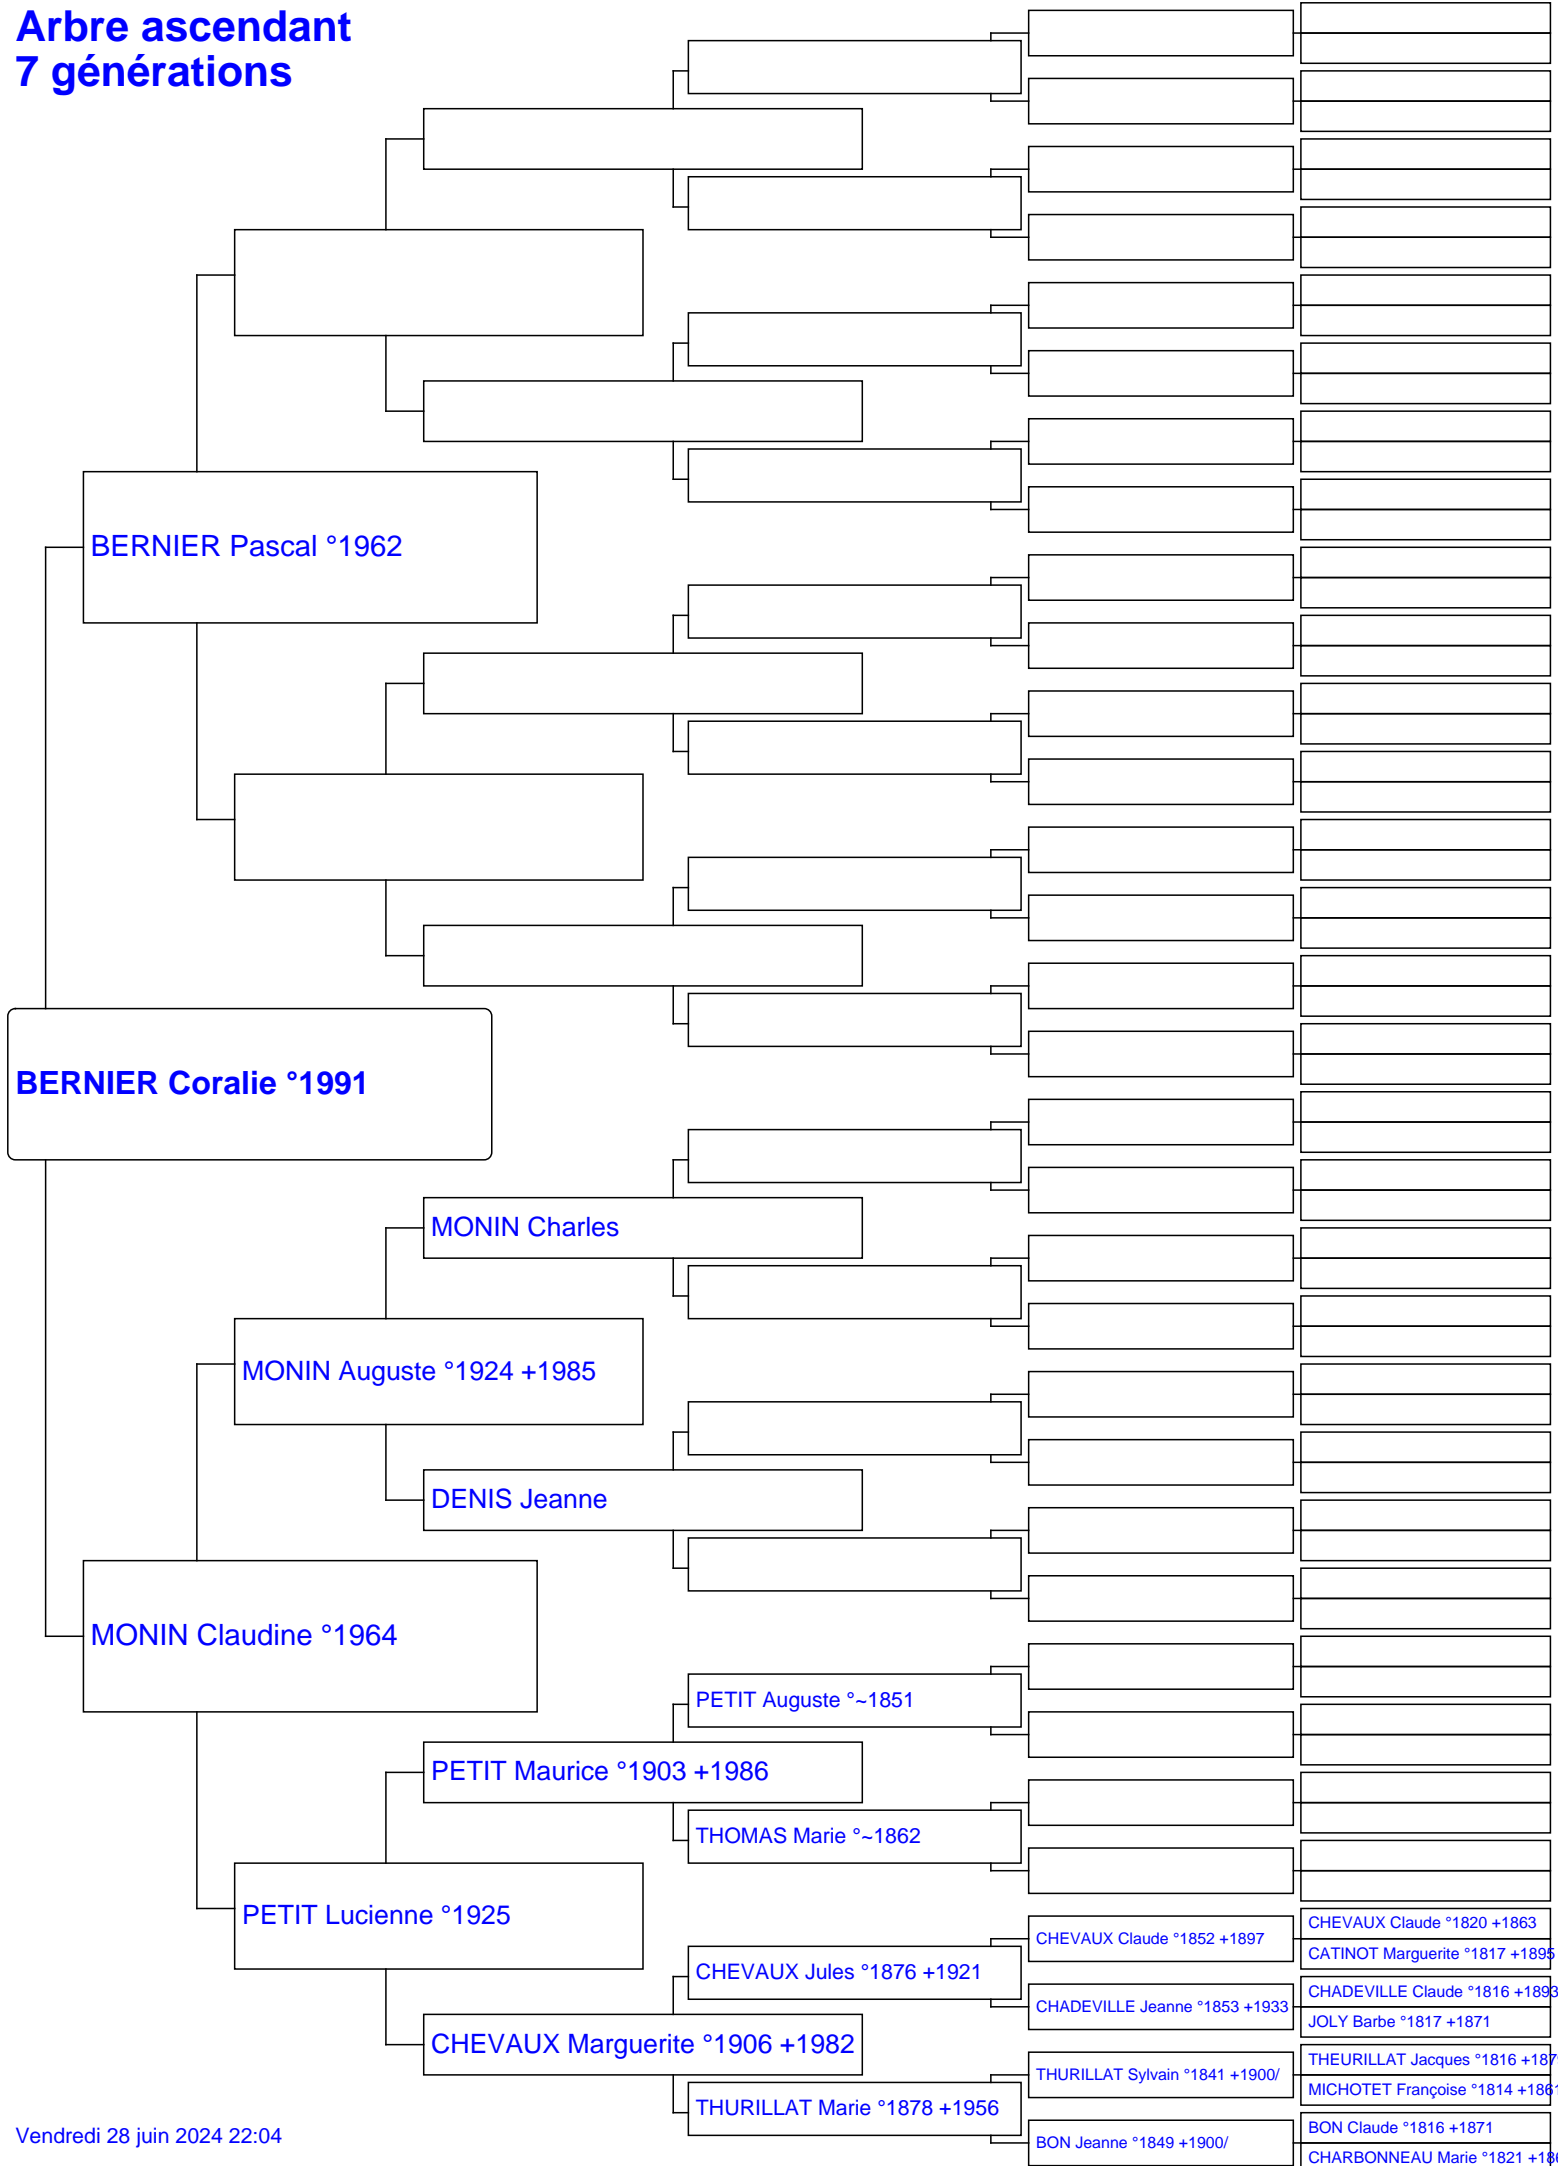 Arbre ascendant
7 générations
BERNIER Pascal °1962
BERNIER Coralie °1991
MONIN Charles
MONIN Auguste °1924 +1985
DENIS Jeanne
MONIN Claudine °1964
PETIT Auguste °~1851
PETIT Maurice °1903 +1986
THOMAS Marie °~1862
PETIT Lucienne °1925
CHEVAUX Claude °1820 +1863
CHEVAUX Claude °1852 +1897
CATINOT Marguerite °1817 +1895
CHEVAUX Jules °1876 +1921
CHADEVILLE Claude °1816 +1893
CHADEVILLE Jeanne °1853 +1933
JOLY Barbe °1817 +1871
CHEVAUX Marguerite °1906 +1982
THEURILLAT Jacques °1816
THURILLAT Sylvain °1841 +1900/
MICHOTET Françoise °1814 +1861
THURILLAT Marie °1878 +1956
BON Claude °1816 +1871
BON Jeanne °1849 +1900/
CHARBONNEAU Marie °1821
Vendredi 28 juin 2024 22:04